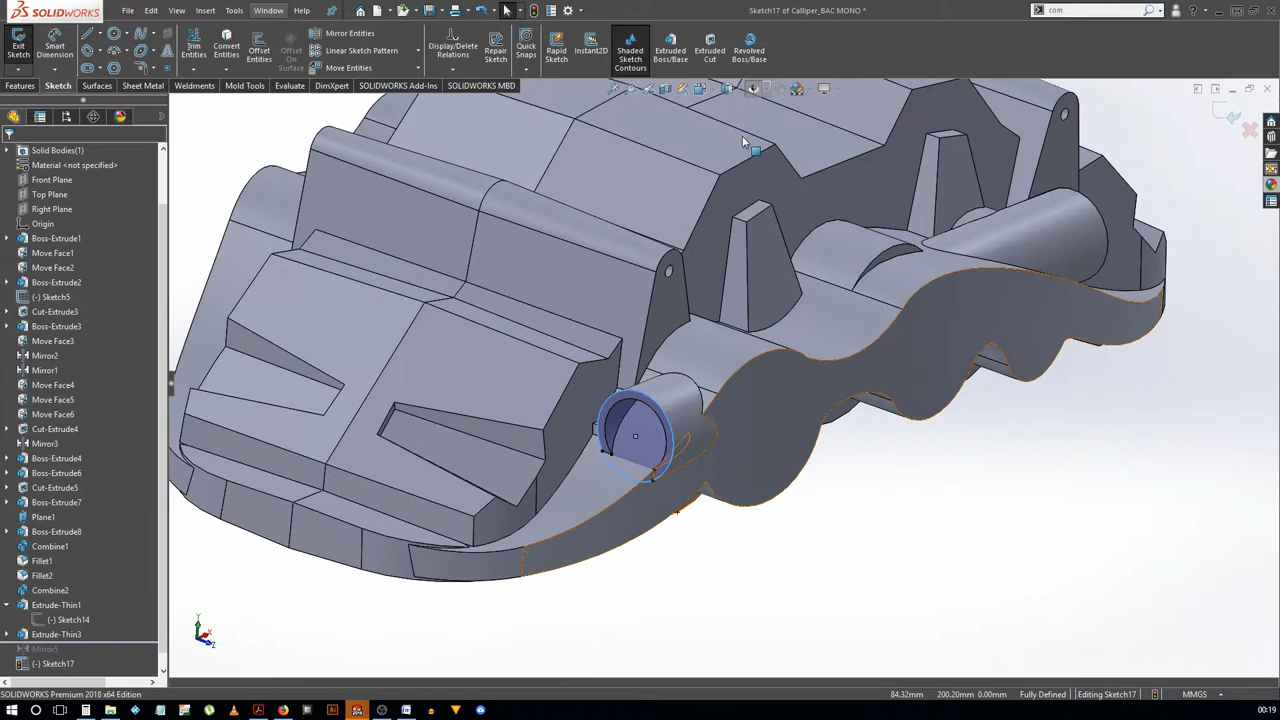 SOLIDWORKS
File Edit View Insert Tools Window Help
Sketch17 of Calliper_BAC MONO *
com
Exit Sketch
Smart Dimension
Trim Entities
Convert Entities
Offset Entities
Offset On Surface
Mirror Entities
Linear Sketch Pattern
Move Entities
Display/Delete Relations
Repair Sketch
Quick Snaps
Rapid Sketch
Instant2D
Shaded Sketch Contours
Extruded Boss/Base
Extruded Cut
Revolved Boss/Base
Features Sketch Surfaces Sheet Metal Weldments Mold Tools Evaluate DimXpert SOLIDWORKS Add-Ins SOLIDWORKS MBD
Solid Bodies(1)
Material <not specified>
Front Plane
Top Plane
Right Plane
Origin
Boss-Extrude1
Move Face1
Move Face2
Boss-Extrude2
(-) Sketch5
Cut-Extrude3
Boss-Extrude3
Move Face3
Mirror2
Mirror1
Move Face4
Move Face5
Move Face6
Cut-Extrude4
Mirror3
Boss-Extrude4
Boss-Extrude6
Cut-Extrude5
Boss-Extrude7
Plane1
Boss-Extrude8
Combine1
Fillet1
Fillet2
Combine2
Extrude-Thin1
(-) Sketch14
Extrude-Thin3
Mirror5
(-) Sketch17
Y
X
Z
SOLIDWORKS Premium 2018 x64 Edition
84.32mm 200.20mm 0.00mm Fully Defined Editing Sketch17 MMGS
00:19